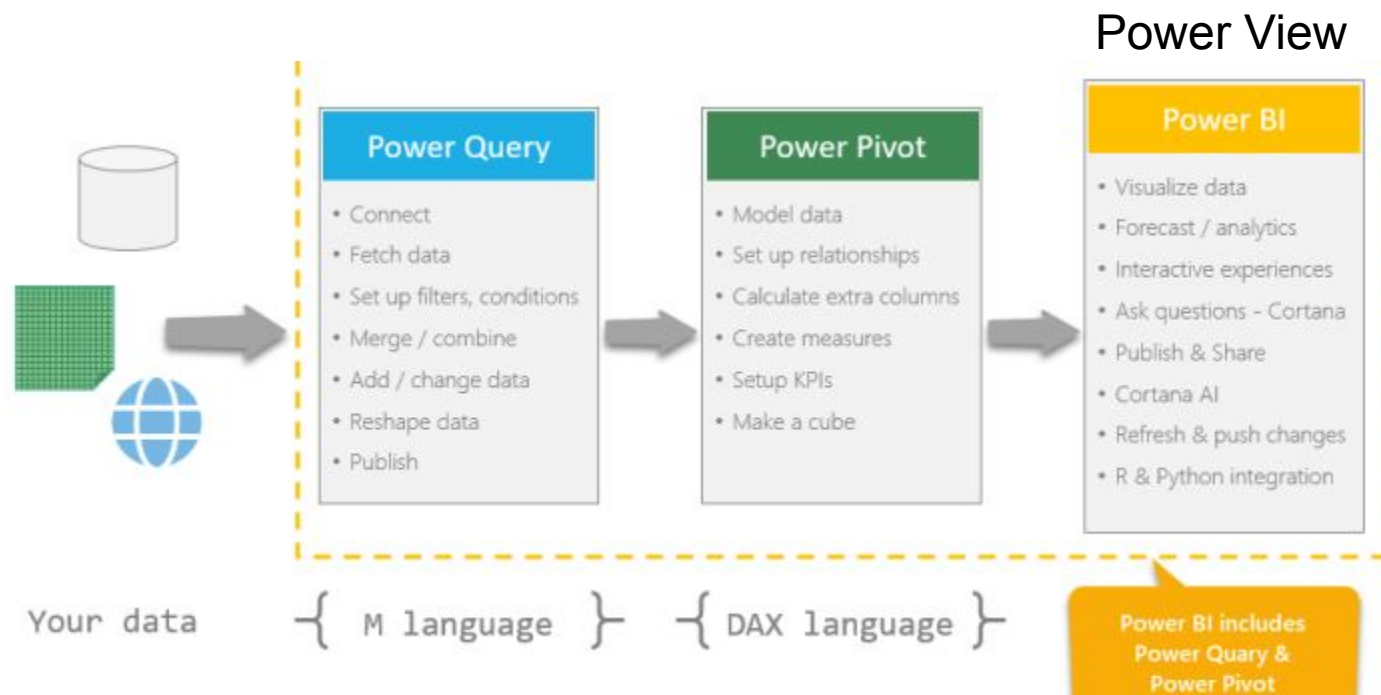 Power View
Power Query
• Connect
• Fetch data
• Set up filters, conditions
• Merge / combine
• Add / change data
• Reshape data
• Publish
Power Pivot
• Model data
• Set up relationships
• Calculate extra columns
• Create measures
• Setup KPIs
• Make a cube
Power BI
• Visualize data
• Forecast / analytics
• Interactive experiences
• Ask questions - Cortana
• Publish & Share
• Cortana AI
• Refresh & push changes
• R & Python integration
Your data
{ M language }
{ DAX language }
Power BI includes
Power Quary &
Power Pivot